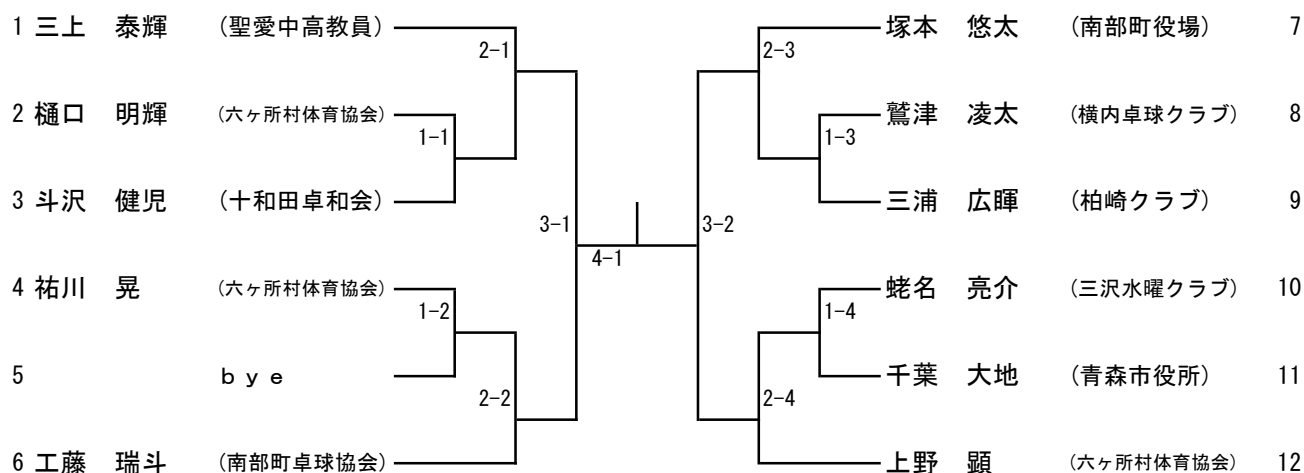 1 三上 泰輝 (聖愛中高教員)
2-1
2 樋口 明輝 (六ヶ所村体育協会)
1-1
3 斗沢 健児 (十和田卓和会)
3-1
4 祐川 晃 (六ヶ所村体育協会)
1-2
5 bye
2-2
6 工藤 瑞斗 (南部町卓球協会)
4-1
塚本 悠太 (南部町役場) 7
2-3
鷲津 凌太 (横内卓球クラブ) 8
1-3
三浦 広暉 (柏崎クラブ) 9
3-2
蛯名 亮介 (三沢水曜クラブ) 10
1-4
千葉 大地 (青森市役所) 11
2-4
上野 顕 (六ヶ所村体育協会) 12